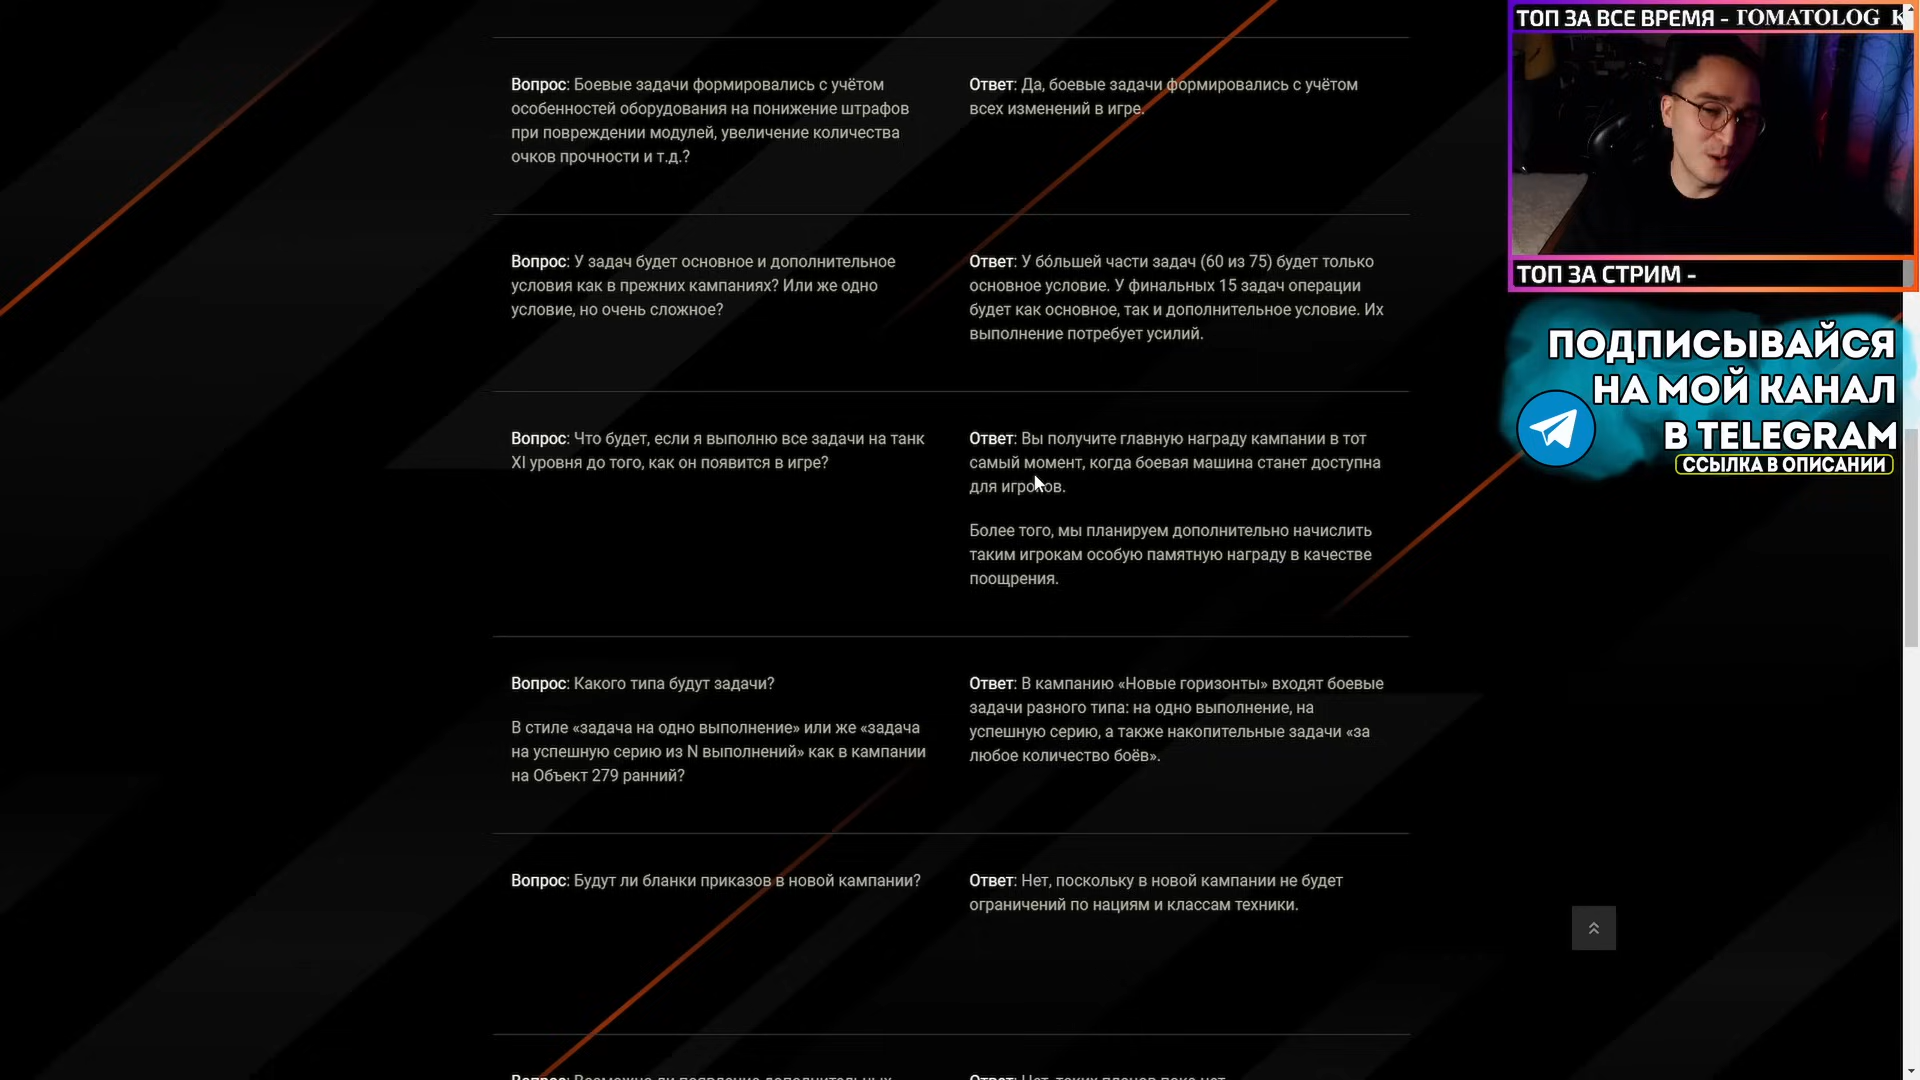 Вопрос: Боевые задачи формировались с учётом
особенностей оборудования на понижение штрафов
при повреждении модулей, увеличение количества
очков прочности и т.д.?
Ответ: Да, боевые задачи формировались с учётом
всех изменений в игре.
Вопрос: У задач будет основное и дополнительное
условия как в прежних кампаниях? Или же одно
условие, но очень сложное?
Ответ: У бо́льшей части задач (60 из 75) будет только
основное условие. У финальных 15 задач операции
будет как основное, так и дополнительное условие. Их
выполнение потребует усилий.
Вопрос: Что будет, если я выполню все задачи на танк
XI уровня до того, как он появится в игре?
Ответ: Вы получите главную награду кампании в тот
самый момент, когда боевая машина станет доступна
для игроков.
Более того, мы планируем дополнительно начислить
таким игрокам особую памятную награду в качестве
поощрения.
Вопрос: Какого типа будут задачи?
В стиле «задача на одно выполнение» или же «задача
на успешную серию из N выполнений» как в кампании
на Объект 279 ранний?
Ответ: В кампанию «Новые горизонты» входят боевые
задачи разного типа: на одно выполнение, на
успешную серию, а также накопительные задачи «за
любое количество боёв».
Вопрос: Будут ли бланки приказов в новой кампании?
Ответ: Нет, поскольку в новой кампании не будет
ограничений по нациям и классам техники.
ТОП ЗА ВСЕ ВРЕМЯ - TOMATOLOG
ТОП ЗА СТРИМ -
ПОДПИСЫВАЙСЯ
НА МОЙ КАНАЛ
В TELEGRAM
ССЫЛКА В ОПИСАНИИ